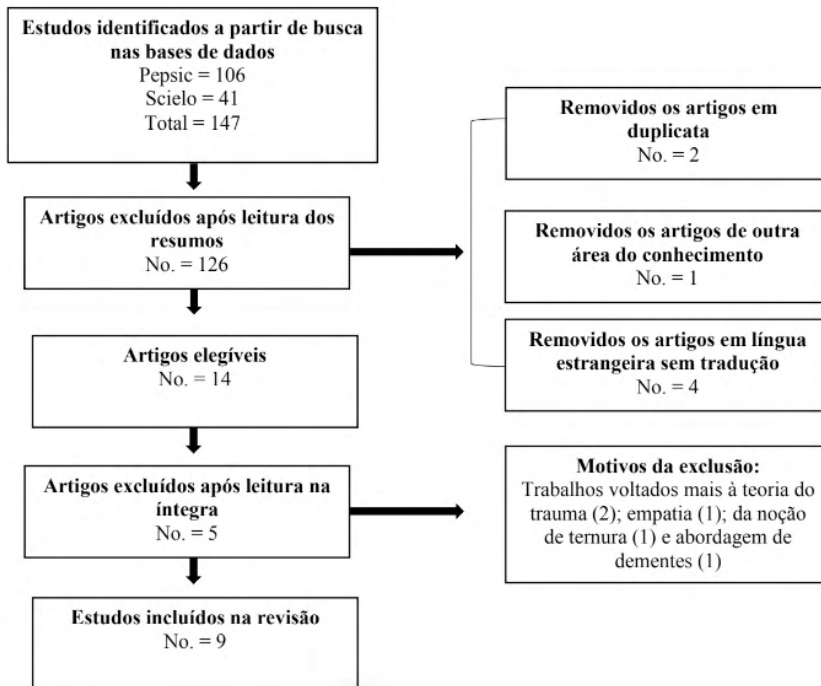 Estudos identificados a partir de busca
nas bases de dados
Pepsic = 106
Scielo = 41
Total = 147
Removidos os artigos em
duplicata
No. = 2
Artigos excluídos após leitura dos
resumos
No. = 126
Removidos os artigos de outra
área do conhecimento
No. = 1
Artigos elegíveis
No. = 14
Removidos os artigos em língua
estrangeira sem tradução
No. = 4
Artigos excluídos após leitura na
íntegra
No. = 5
Motivos da exclusão:
Trabalhos voltados mais à teoria do
trauma (2); empatia (1); da noção
de ternura (1) e abordagem de
dementes (1)
Estudos incluídos na revisão
No. = 9